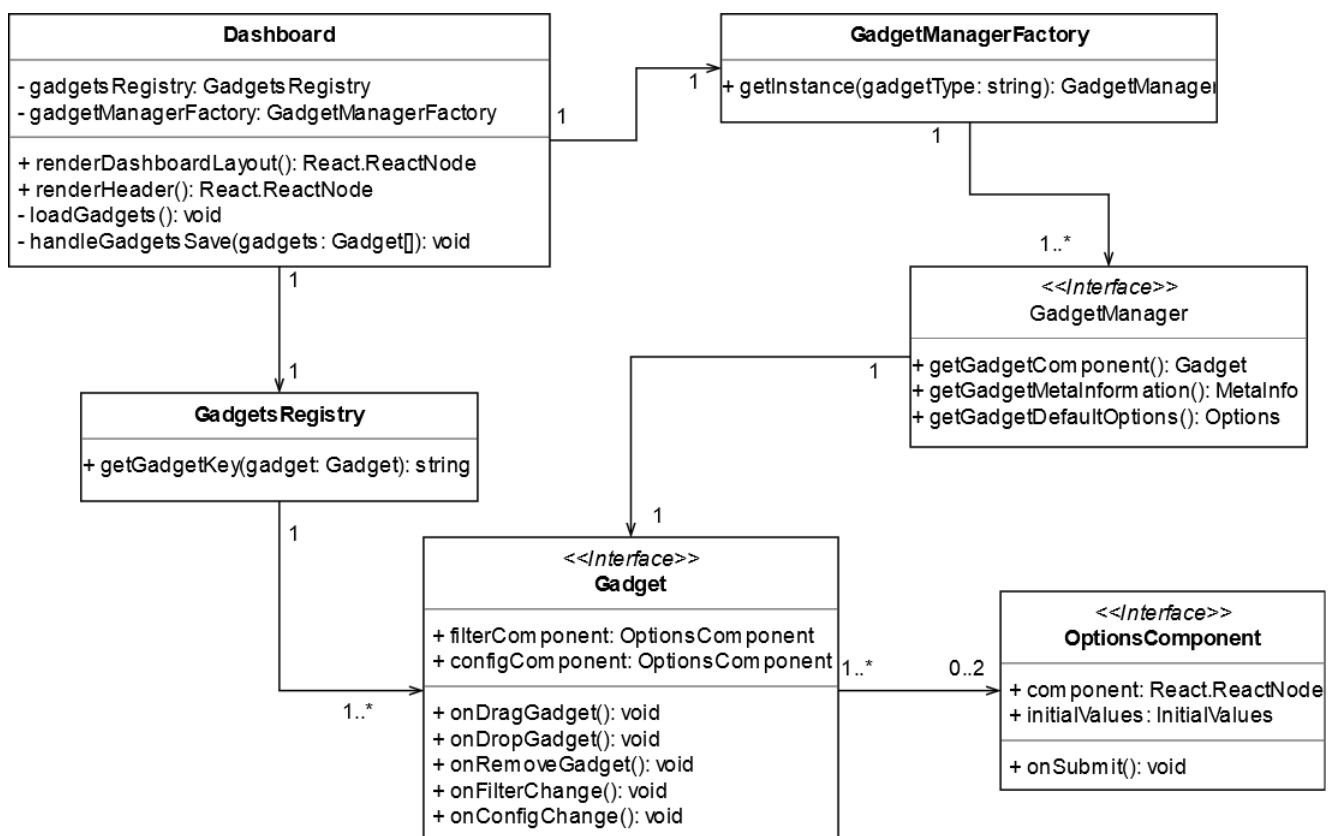 Dashboard
- gadgetsRegistry: GadgetsRegistry
- gadgetManagerFactory: GadgetManagerFactory
+ renderDashboardLayout(): React.ReactNode
+ renderHeader(): React.ReactNode
- loadGadgets(): void
- handleGadgetsSave(gadgets: Gadget[]): void
1
1
GadgetManagerFactory
+ getInstance(gadgetType: string): GadgetManager
1
1..*
<<Interface>>
GadgetManager
+ getGadgetComponent(): Gadget
+ getGadgetMetaInformation(): MetaInfo
+ getGadgetDefaultOptions(): Options
1
1
1
1
GadgetsRegistry
+ getGadgetKey(gadget: Gadget): string
1
1..*
<<Interface>>
Gadget
+ filterComponent: OptionsComponent
+ configComponent: OptionsComponent
+ onDragGadget(): void
+ onDropGadget(): void
+ onRemoveGadget(): void
+ onFilterChange(): void
+ onConfigChange(): void
1..*
0..2
<<Interface>>
OptionsComponent
+ component: React.ReactNode
+ initialValues: InitialValues
+ onSubmit(): void